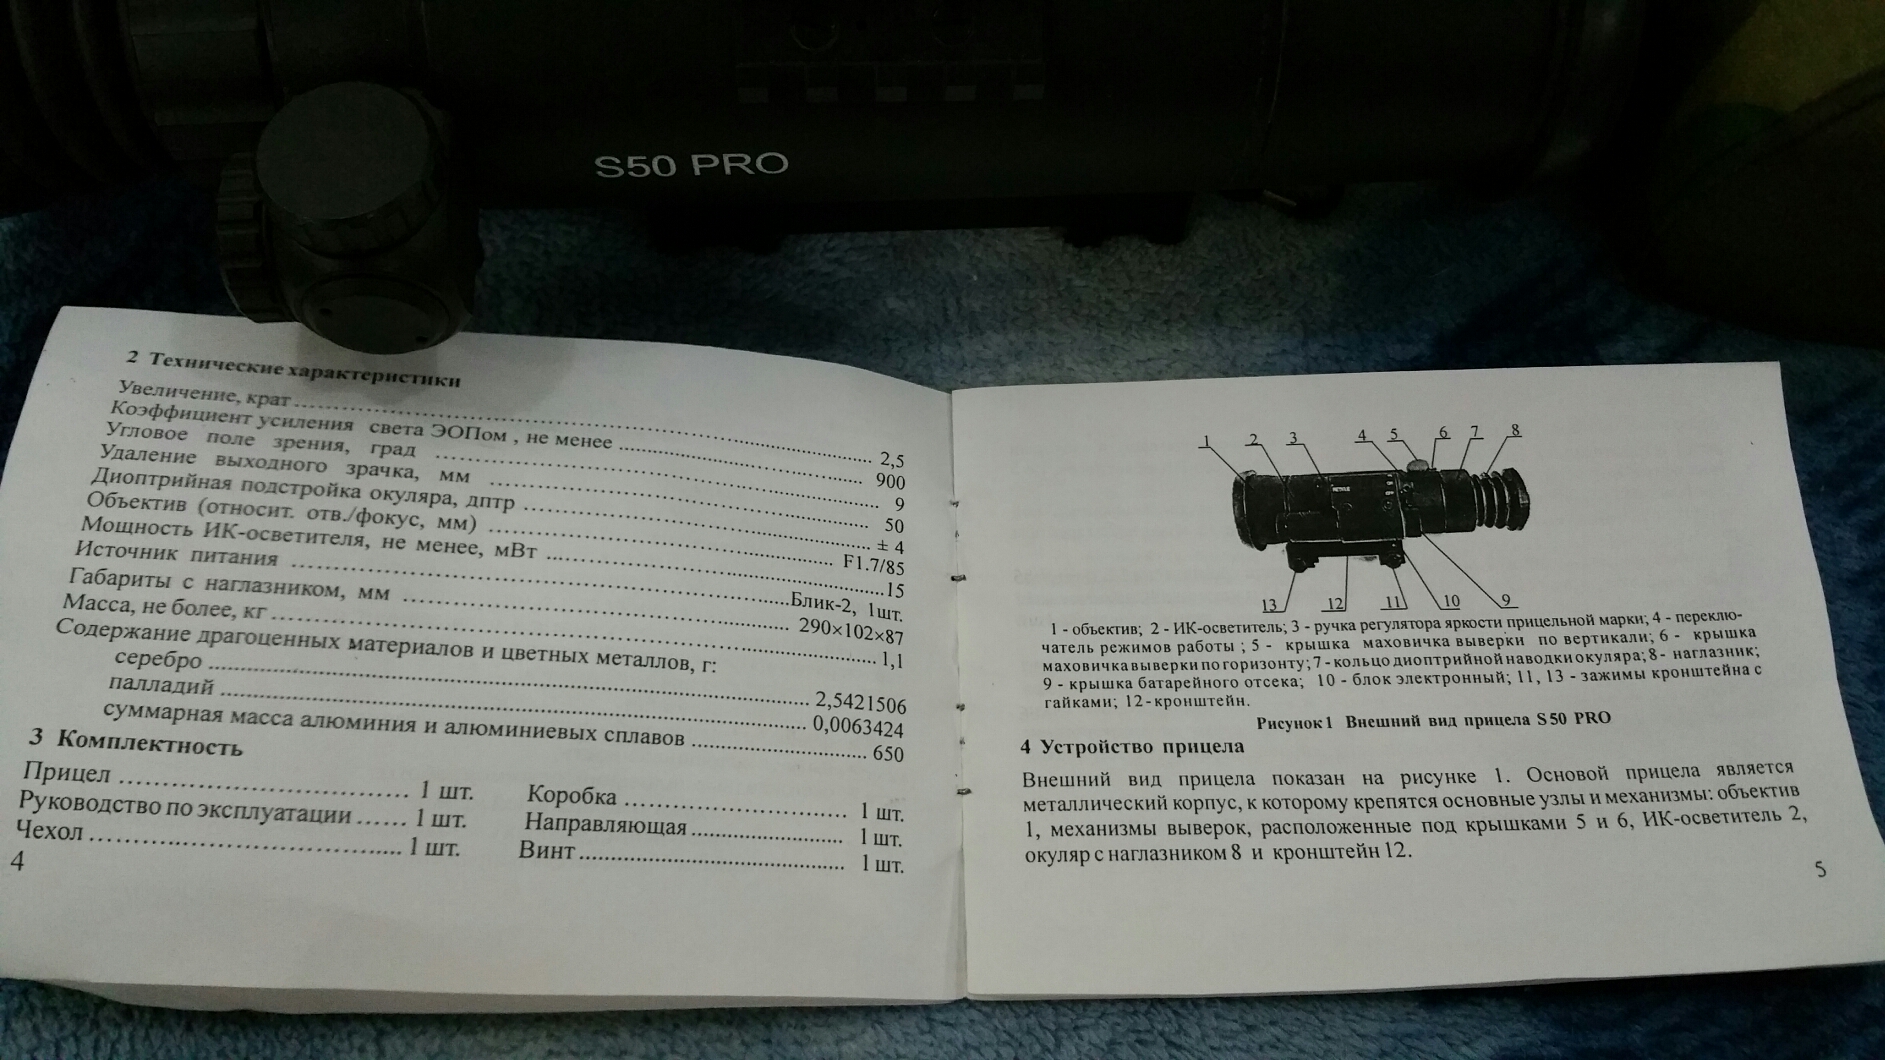 S50 PRO
2 Технические характеристики
Увеличение, крат ........ 2,5
Коэффициент усиления света ЭОПом , не менее ........ 900
Угловое поле зрения, град ........ 9
Удаление выходного зрачка, мм ........ 50
Диоптрийная подстройка окуляра, дптр ........ ± 4
Объектив (относит. отв./фокус, мм) ........ F1.7/85
Мощность ИК-осветителя, не менее, мВт ........ 15
Источник питания ........ Блик-2, 1шт.
Габариты с наглазником, мм ........ 290×102×87
Масса, не более, кг ........ 1,1
Содержание драгоценных материалов и цветных металлов, г:
серебро ........ 2,5421506
палладий ........ 0,0063424
суммарная масса алюминия и алюминиевых сплавов ........ 650
3 Комплектность
Прицел ........ 1 шт.
Руководство по эксплуатации ...... 1 шт.
Чехол ........ 1 шт.
Коробка ........ 1 шт.
Направляющая ........ 1 шт.
Винт ........ 1 шт.
4
1 2 3 4 5 6 7 8
13 12 11 10 9
1 - объектив; 2 - ИК-осветитель; 3 - ручка регулятора яркости прицельной марки; 4 - переклю-
чатель режимов работы ; 5 - крышка маховичка выверки по вертикали; 6 - крышка
маховичка выверки по горизонту; 7 - кольцо диоптрийной наводки окуляра; 8 - наглазник;
9 - крышка батарейного отсека; 10 - блок электронный; 11, 13 - зажимы кронштейна с
гайками; 12 - кронштейн.
Рисунок 1 Внешний вид прицела S50 PRO
4 Устройство прицела
Внешний вид прицела показан на рисунке 1. Основой прицела является
металлический корпус, к которому крепятся основные узлы и механизмы: объектив
1, механизмы выверок, расположенные под крышками 5 и 6, ИК-осветитель 2,
окуляр с наглазником 8 и кронштейн 12.
5